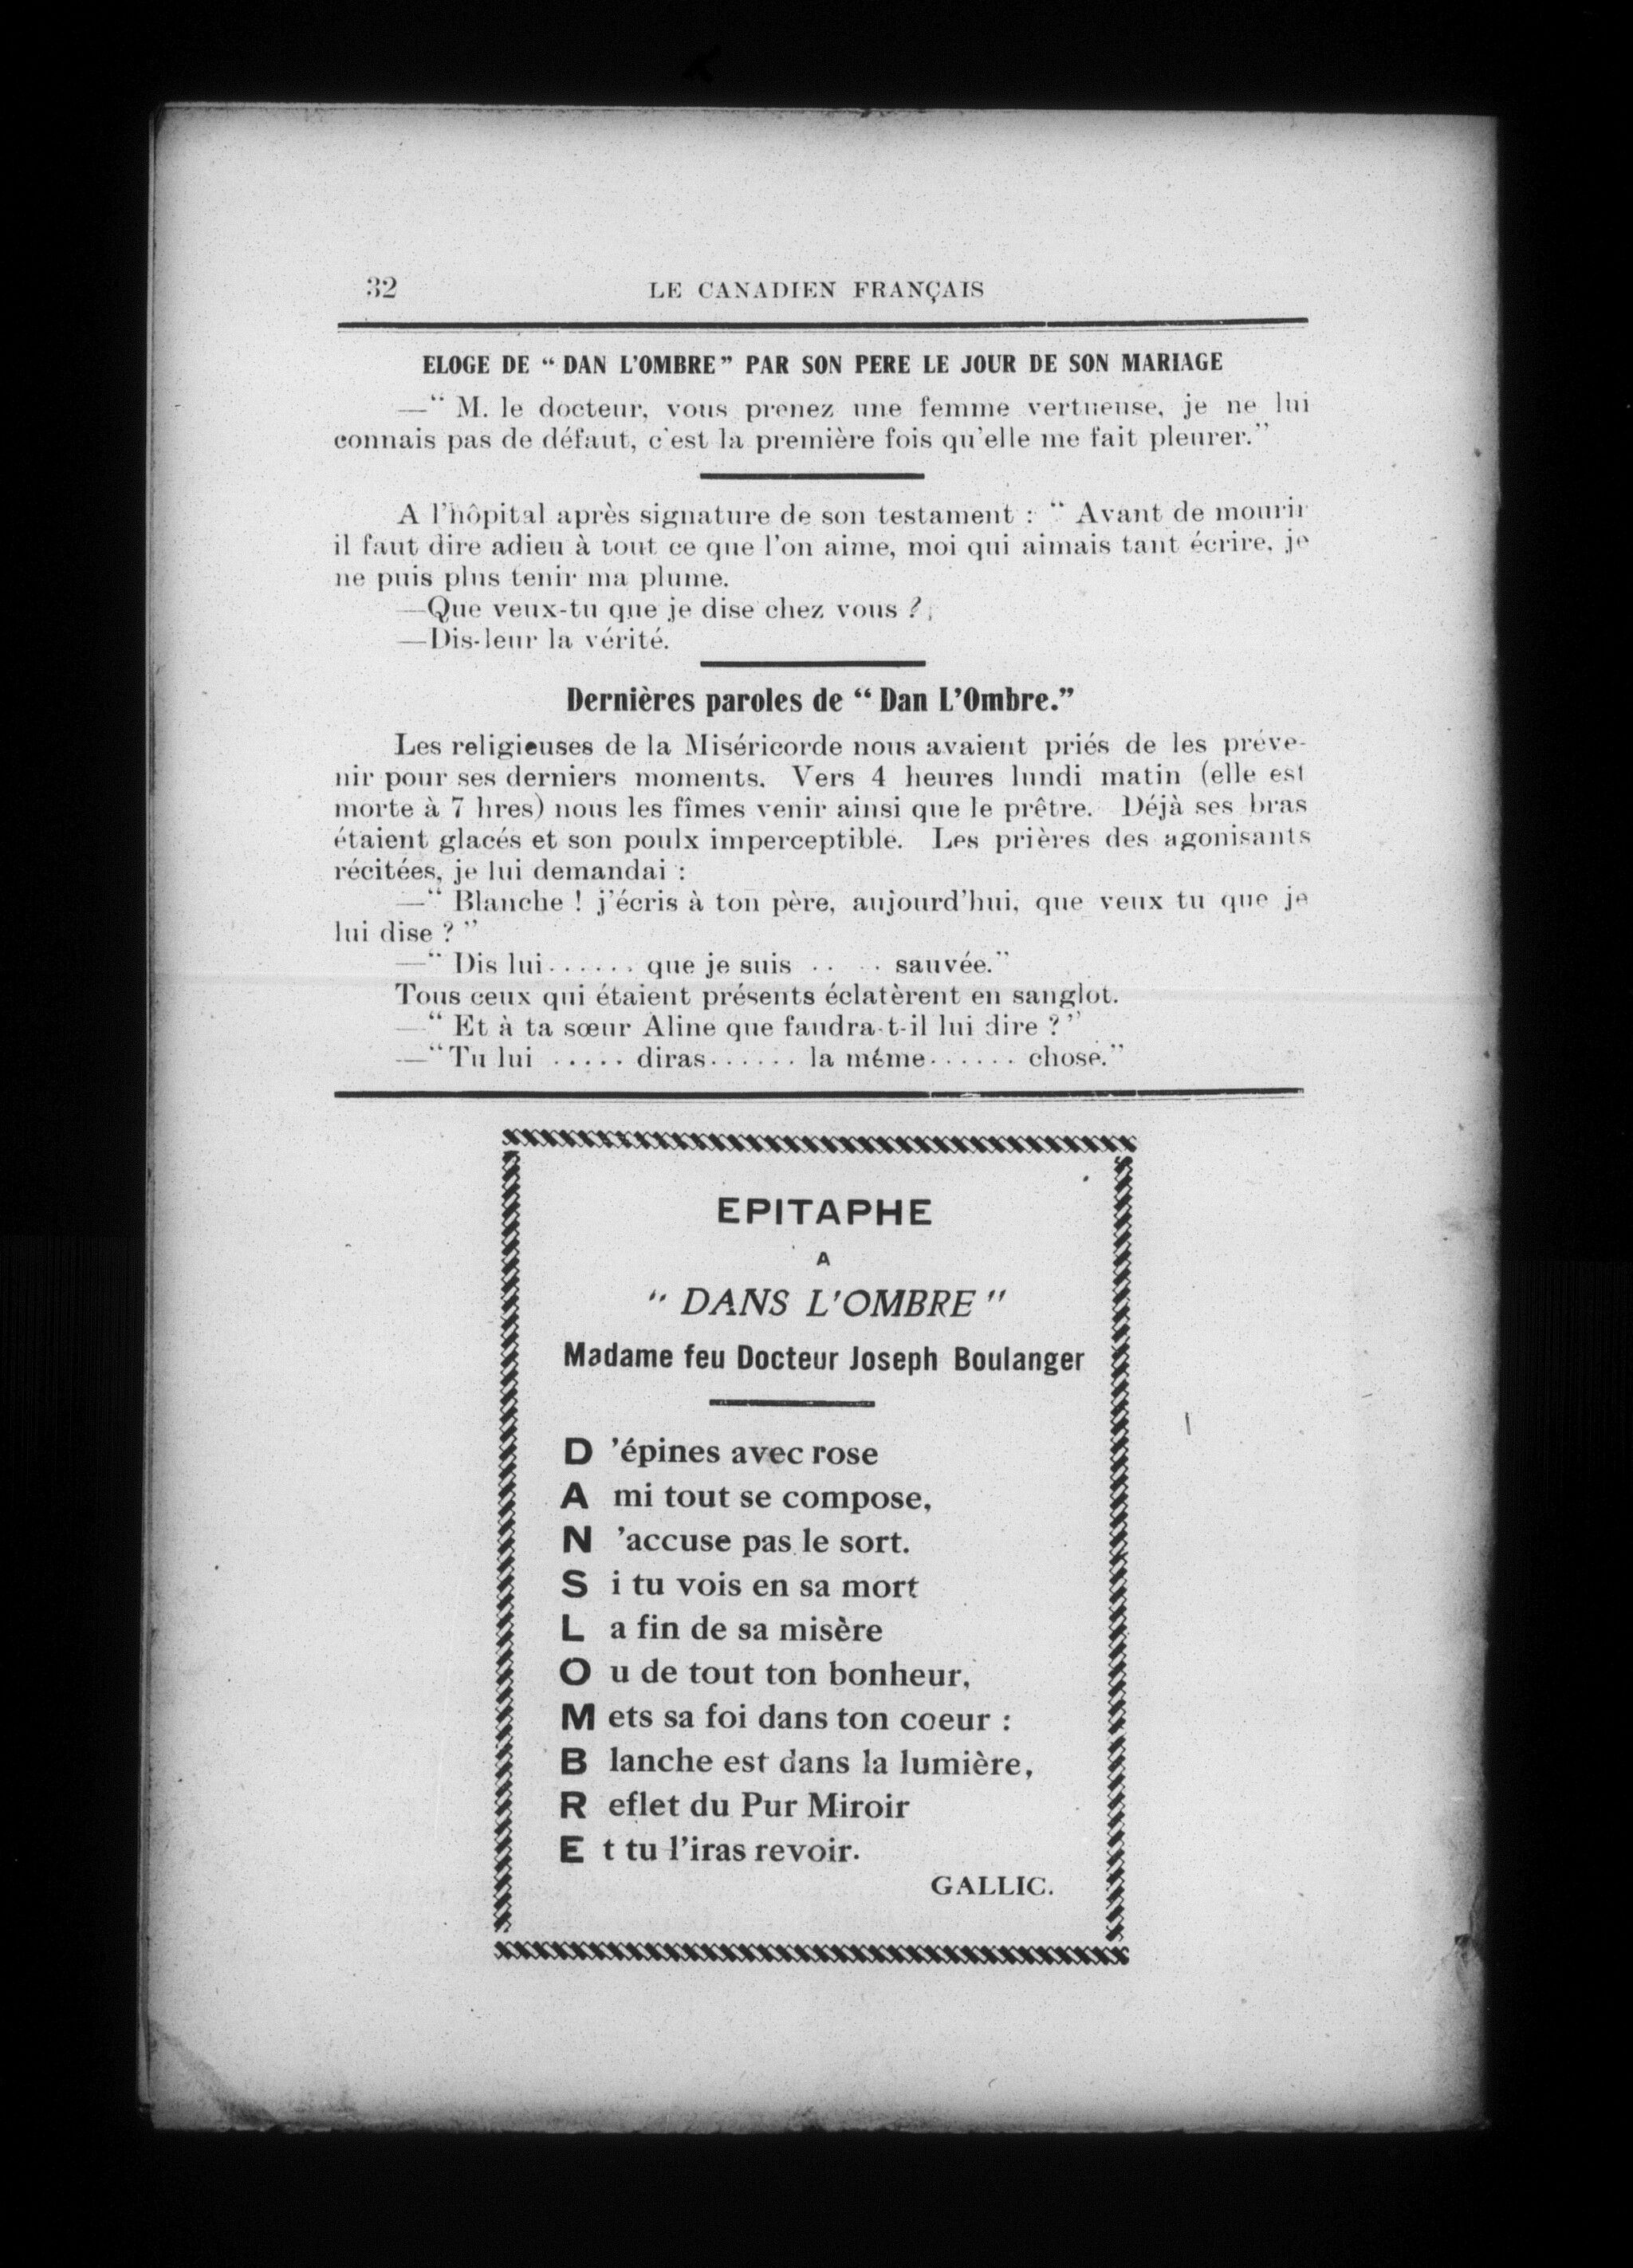 32 LE CANADIEN FRANÇAIS
ELOGE DE “ DAN L'OMBRE ” PAR SON PERE LE JOUR DE SON MARIAGE
—“ M. le docteur, vous prenez une femme vertueuse, je ne lui
connais pas de défaut, c'est la première fois qu'elle me fait pleurer.”
A l'hôpital après signature de son testament : “ Avant de mourir
il faut dire adieu à tout ce que l'on aime, moi qui aimais tant écrire, je
ne puis plus tenir ma plume.
—Que veux-tu que je dise chez vous ?
—Dis-leur la vérité.
Dernières paroles de “ Dan L'Ombre.”
Les religieuses de la Miséricorde nous avaient priés de les préve-
nir pour ses derniers moments. Vers 4 heures lundi matin (elle est
morte à 7 hres) nous les fîmes venir ainsi que le prêtre. Déjà ses bras
étaient glacés et son poulx imperceptible. Les prières des agonisants
récitées, je lui demandai :
—“ Blanche ! j'écris à ton père, aujourd'hui, que veux tu que je
lui dise ? ”
—“ Dis lui...... que je suis .. .. sauvée.”
Tous ceux qui étaient présents éclatèrent en sanglot.
—“ Et à ta sœur Aline que faudra-t-il lui dire ? ”
—“ Tu lui ..... diras...... la même...... chose.”
EPITAPHE
A
“ DANS L'OMBRE ”
Madame feu Docteur Joseph Boulanger
D 'épines avec rose
A mi tout se compose,
N 'accuse pas le sort.
S i tu vois en sa mort
L a fin de sa misère
O u de tout ton bonheur,
M ets sa foi dans ton coeur :
B lanche est dans la lumière,
R eflet du Pur Miroir
E t tu l'iras revoir.
GALLIC.